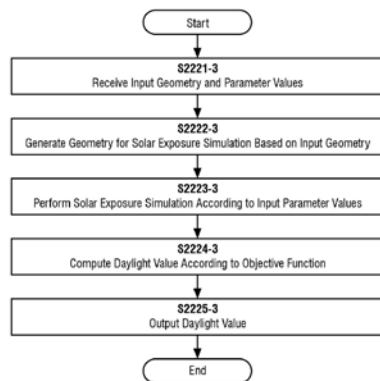 Start
S2221-3
Receive Input Geometry and Parameter Values
S2222-3
Generate Geometry for Solar Exposure Simulation Based on Input Geometry
S2223-3
Perform Solar Exposure Simulation According to Input Parameter Values
S2224-3
Compute Daylight Value According to Objective Function
S2225-3
Output Daylight Value
End